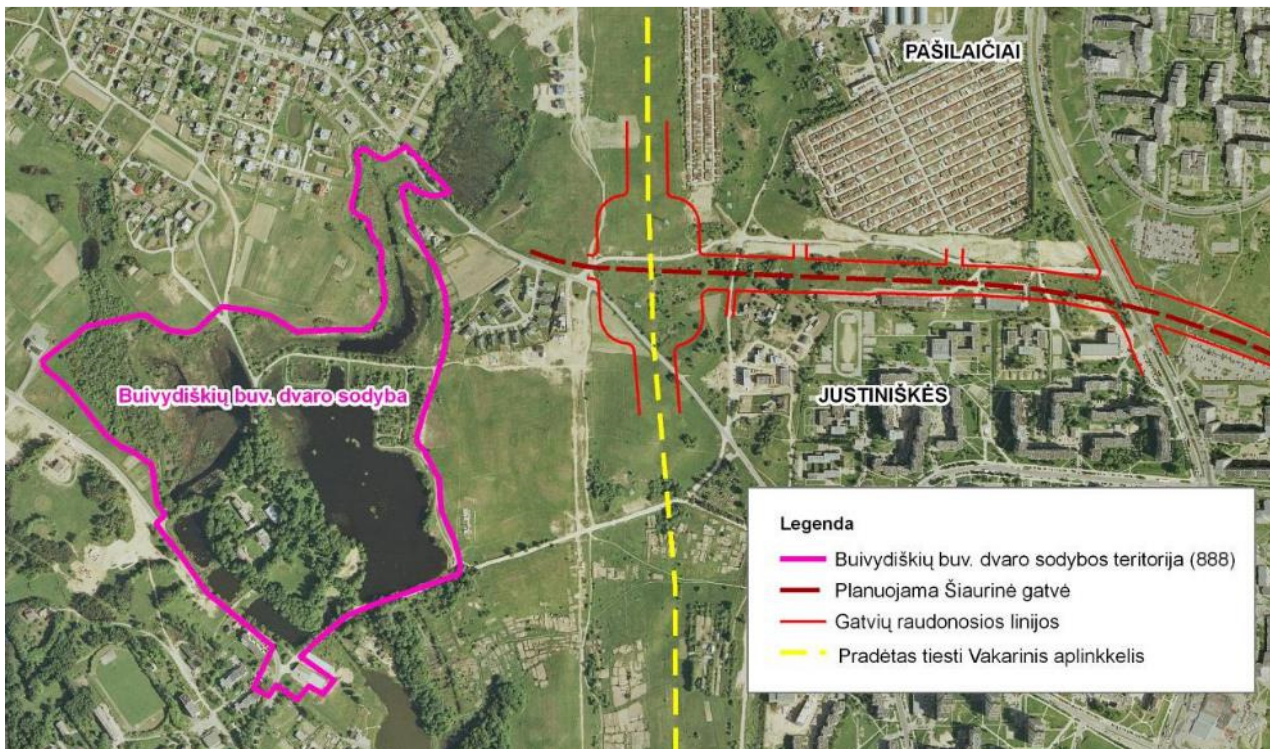 PAŠILAIČIAI
Buivydiškių buv. dvaro sodyba
JUSTINIŠKĖS
Legenda
Buivydiškių buv. dvaro sodybos teritorija (888)
Planuojama Šiaurinė gatvė
Gatvių raudonosios linijos
Pradėtas tiesti Vakarinis aplinkkelis